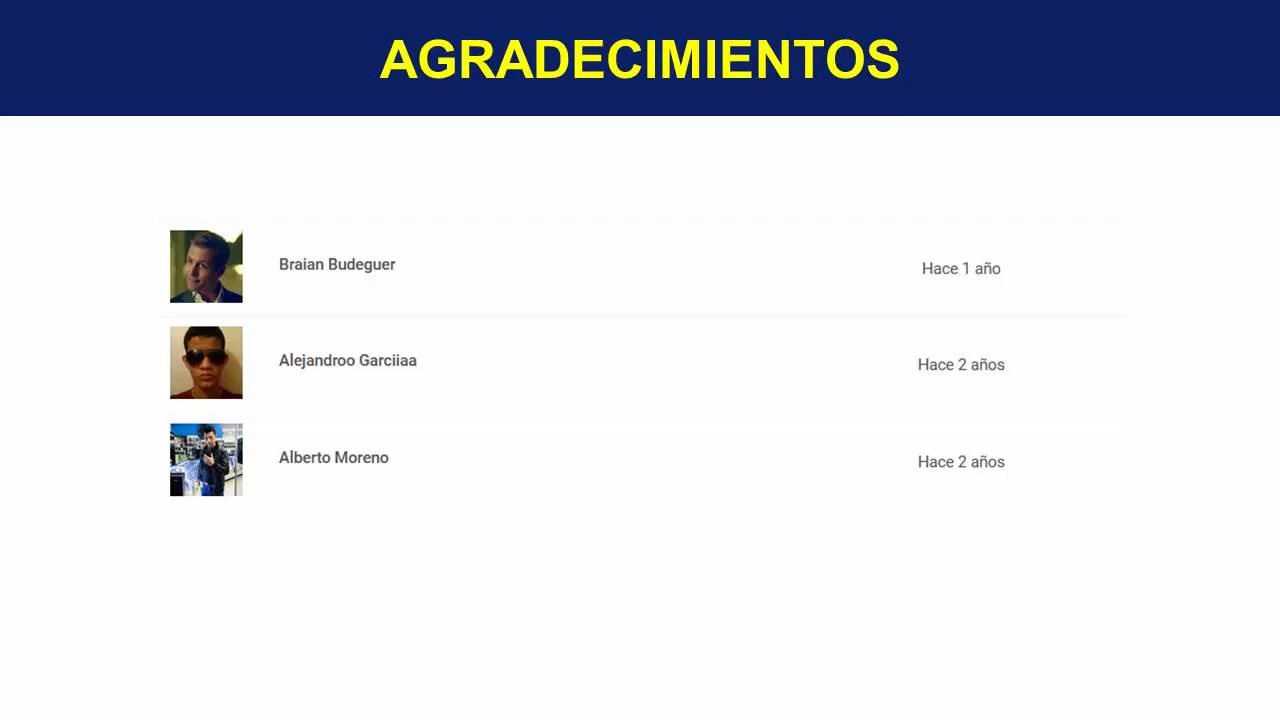 AGRADECIMIENTOS
Braian Budeguer
Hace 1 año
Alejandroo Garciiaa
Hace 2 años
Alberto Moreno
Hace 2 años